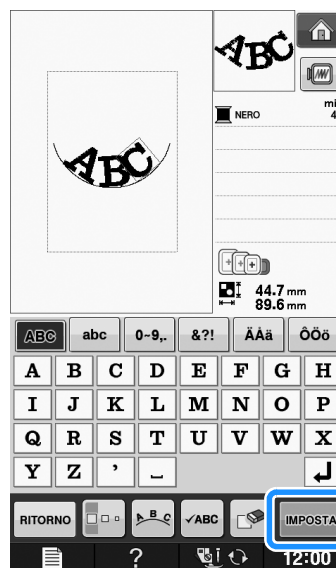 ABC
ABC
NERO
mi
4
44.7 mm
89.6 mm
ABC abc 0~9,. &?! ÄÅä ÔÖö
A B C D E F G H
I J K L M N O P
Q R S T U V W X
Y Z ' ␣
RITORNO ABC ✓ABC IMPOSTA
? 12:00